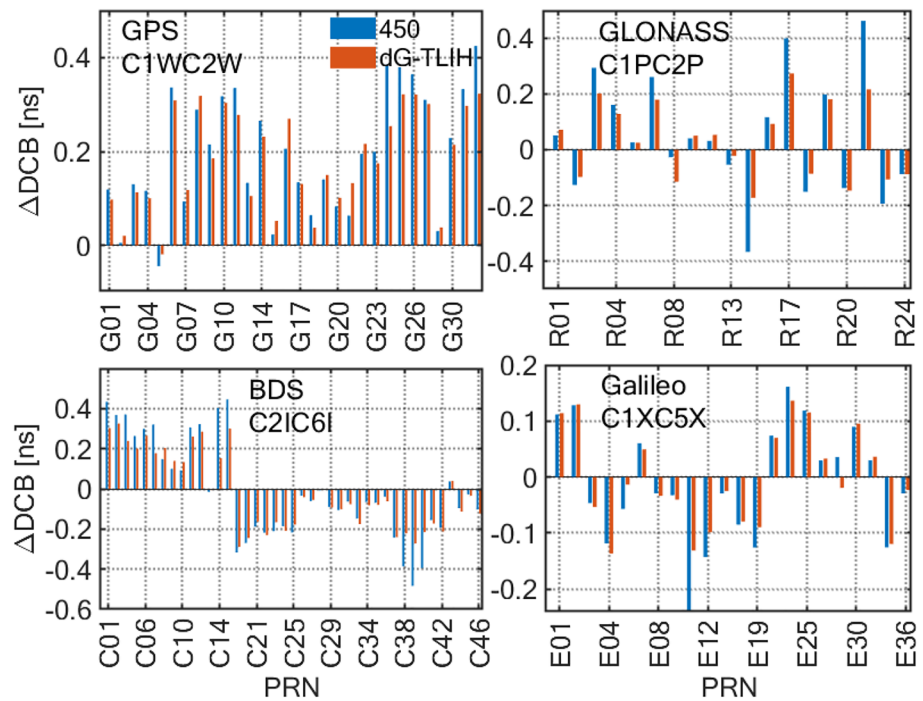 GPS
C1WC2W
450
dG-TLIH
ΔDCB [ns]
0.4
0.2
0
G01
G04
G07
G10
G14
G17
G20
G23
G26
G30
GLONASS
C1PC2P
0.4
0.2
0
-0.2
-0.4
R01
R04
R08
R13
R17
R20
R24
BDS
C2IC6I
ΔDCB [ns]
0.4
0.2
0
-0.2
-0.4
-0.6
C01
C06
C10
C14
C21
C25
C29
C34
C38
C42
C46
PRN
Galileo
C1XC5X
0.2
0.1
0
-0.1
-0.2
E01
E04
E08
E12
E19
E25
E30
E36
PRN